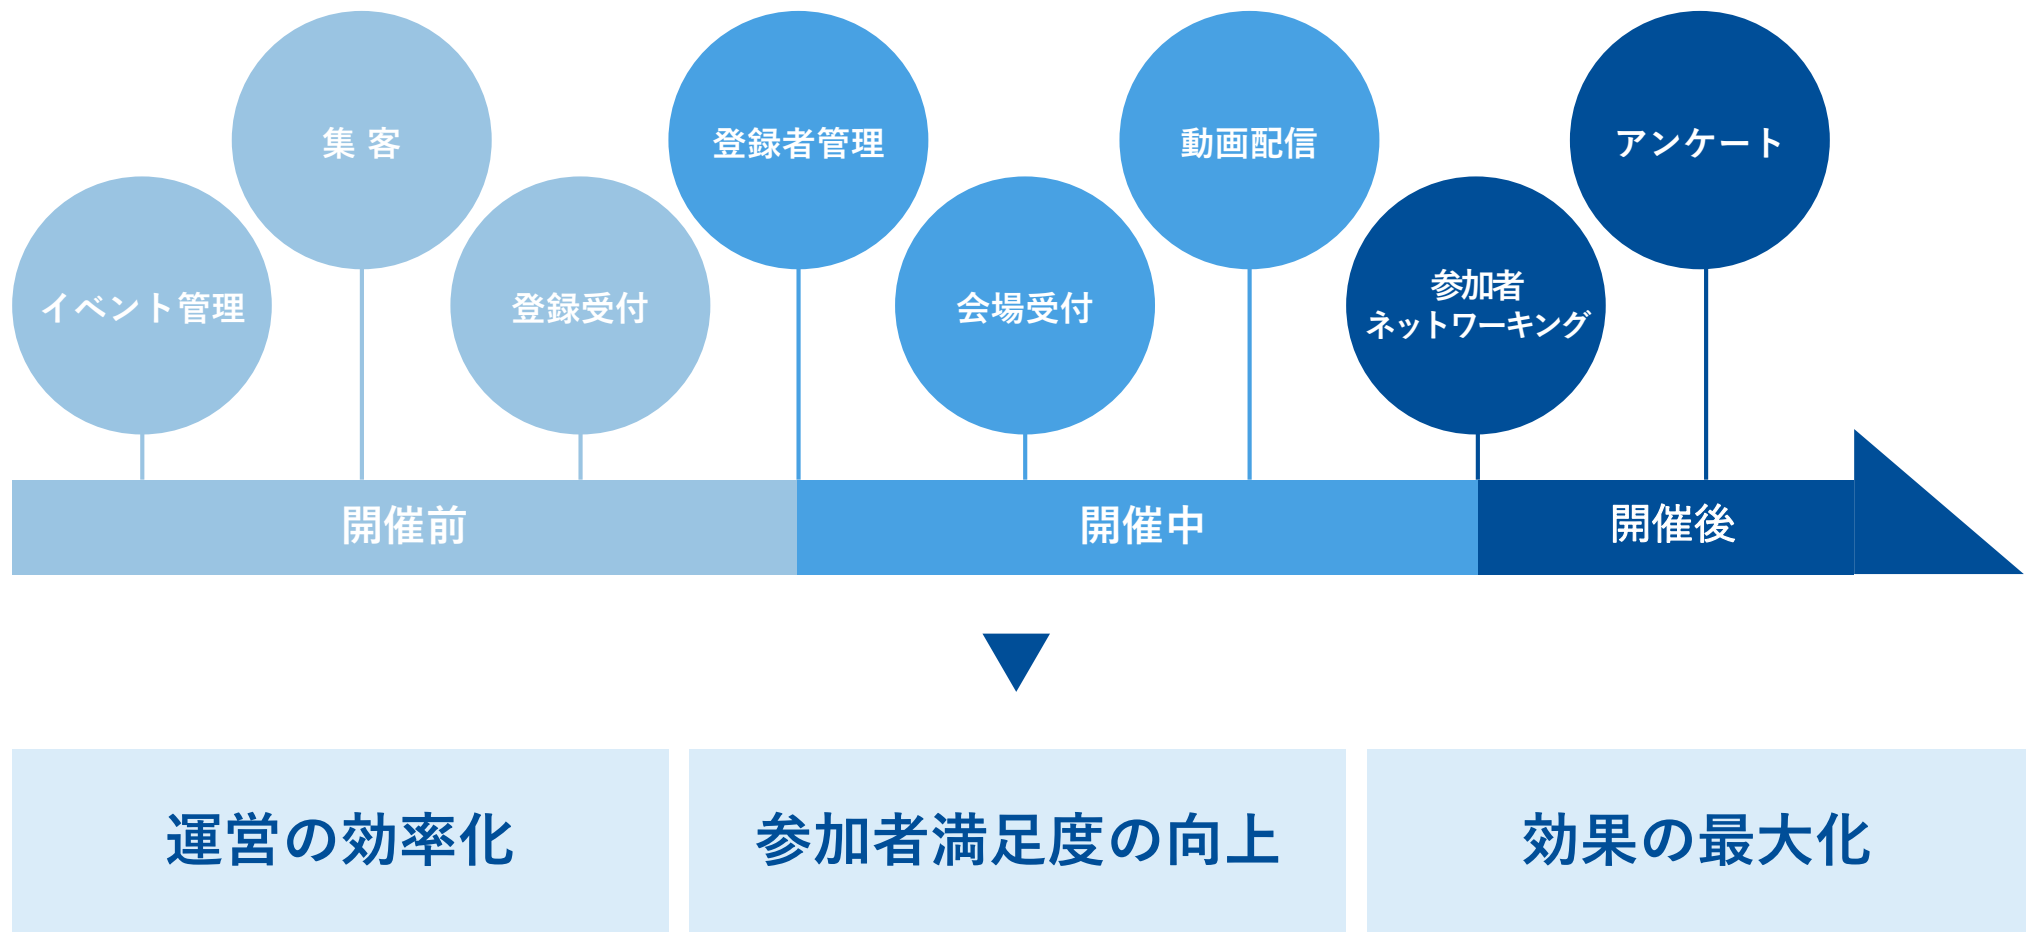 集 客
登録者管理
動画配信
アンケート
イベント管理
登録受付
会場受付
参加者
ネットワーキング
開催前
開催中
開催後
運営の効率化
参加者満足度の向上
効果の最大化